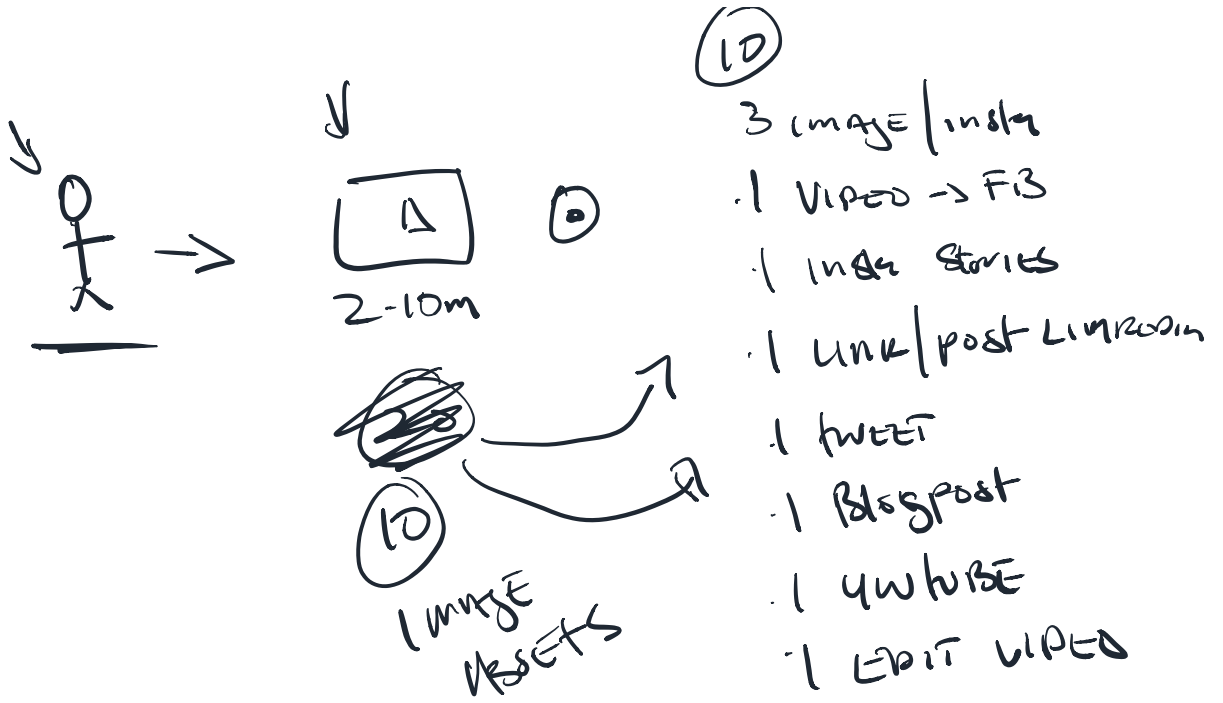 2-10m
10
IMAGE
ASSETS
10
3 IMAGE/insta
1 VIDEO → FB
1 Insta Stories
1 LINK/post LINKEDIN
1 tWEET
1 Blogpost
1 YOUtUBE
1 EDIT VIDEO